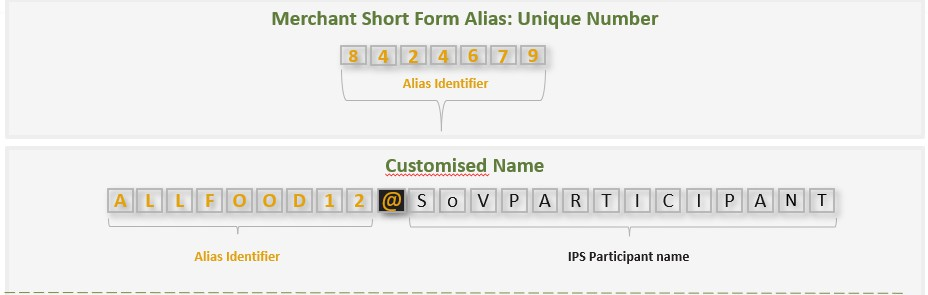 Merchant Short Form Alias: Unique Number
8 4 2 4 6 7 9
Alias Identifier
Customised Name
A L L F O O D 1 2 @ S o V P A R T I C I P A N T
Alias Identifier IPS Participant name